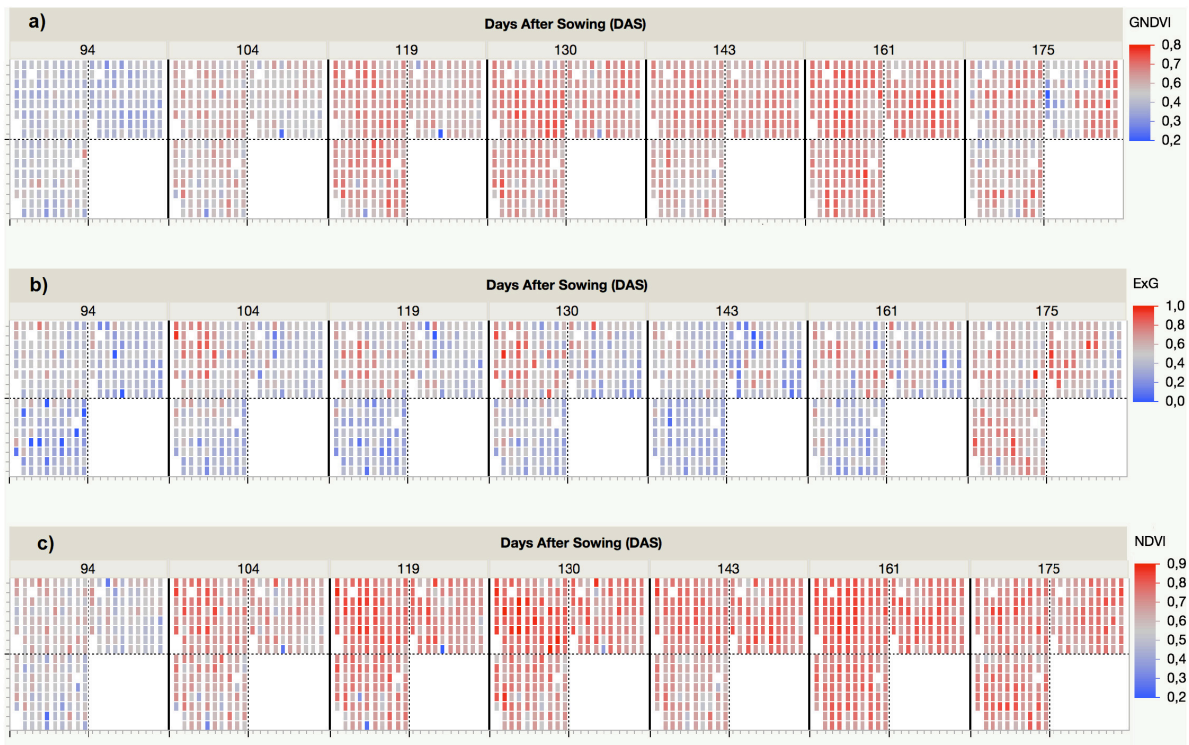 a)
Days After Sowing (DAS)
GNDVI
94 104 119 130 143 161 175
0,8
0,7
0,6
0,5
0,4
0,3
0,2
b)
Days After Sowing (DAS)
ExG
94 104 119 130 143 161 175
1,0
0,8
0,6
0,4
0,2
0,0
c)
Days After Sowing (DAS)
NDVI
94 104 119 130 143 161 175
0,9
0,8
0,7
0,6
0,5
0,4
0,3
0,2